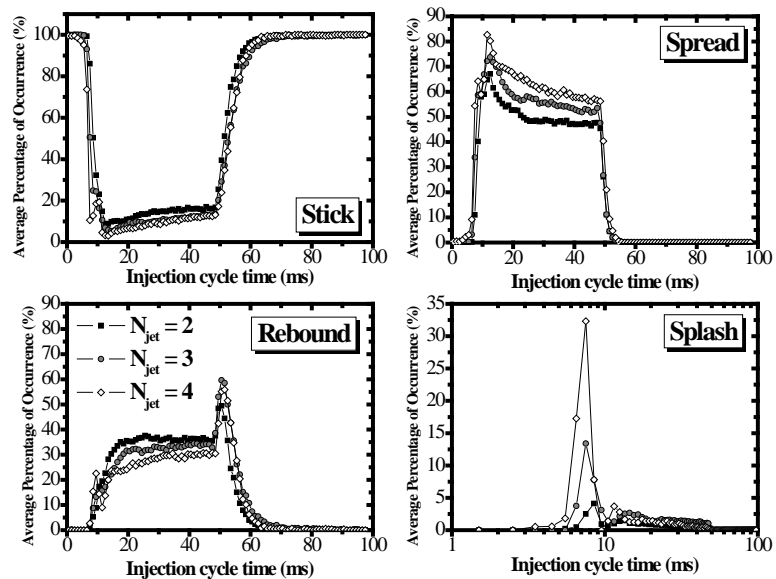 Average Percentage of Occurrence (%)
100
80
60
40
20
0
Stick
0 20 40 60 80 100
Injection cycle time (ms)
Average Percentage of Occurrence (%)
90
80
70
60
50
40
30
20
10
0
Spread
0 20 40 60 80 100
Injection cycle time (ms)
Average Percentage of Occurrence (%)
90
80
70
60
50
40
30
20
10
0
Rebound
N_jet = 2
N_jet = 3
N_jet = 4
0 20 40 60 80 100
Injection cycle time (ms)
Average Percentage of Occurrence (%)
35
30
25
20
15
10
5
0
Splash
1 10 100
Injection cycle time (ms)